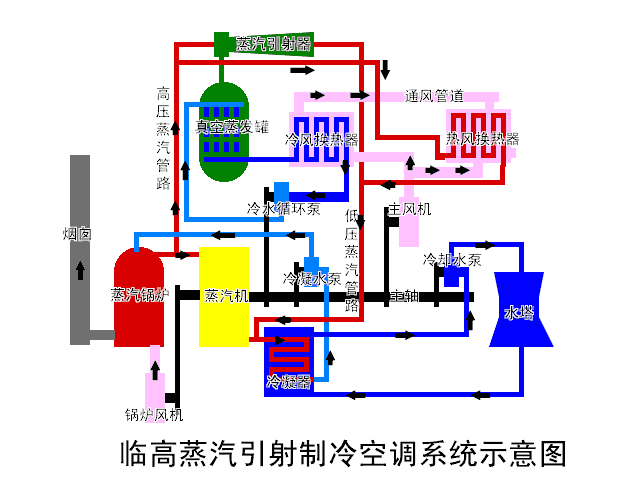 蒸汽引射器
高压蒸汽管路
真空蒸发罐
通风管道
冷风换热器
热风换热器
冷水循环泵
低压蒸汽管路
主风机
烟囱
冷却水泵
冷凝水泵
蒸汽锅炉
蒸汽机
主轴
水塔
冷凝器
锅炉风机
临高蒸汽引射制冷空调系统示意图